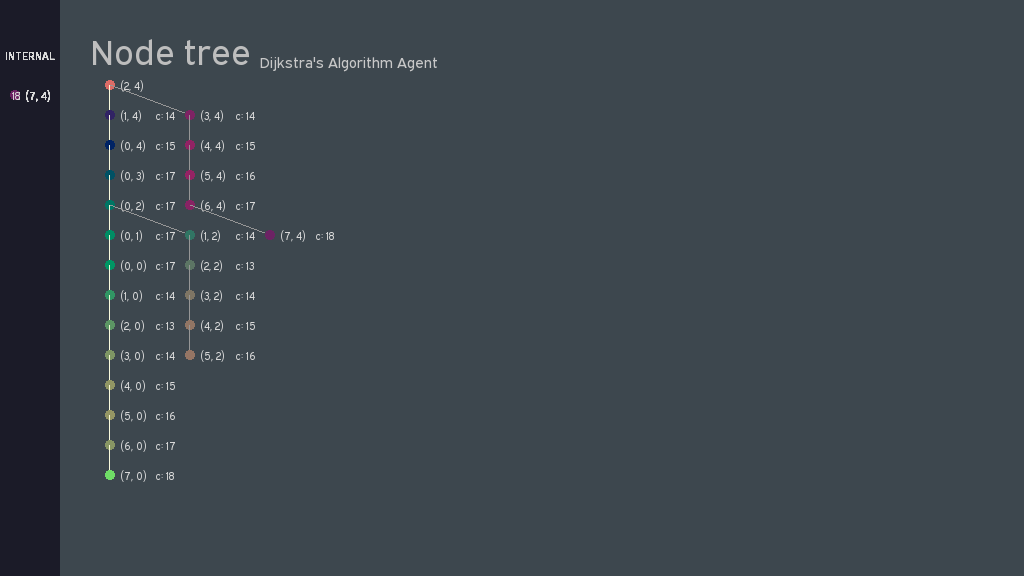 Node tree Dijkstra's Algorithm Agent
INTERNAL
(2, 4)
18 (7, 4)
(1, 4) c:14 (3, 4) c:14
(0, 4) c:15 (4, 4) c:15
(0, 3) c:17 (5, 4) c:16
(0, 2) c:17 (6, 4) c:17
(0, 1) c:17 (1, 2) c:14 (7, 4) c:18
(0, 0) c:17 (2, 2) c:13
(1, 0) c:14 (3, 2) c:14
(2, 0) c:13 (4, 2) c:15
(3, 0) c:14 (5, 2) c:16
(4, 0) c:15
(5, 0) c:16
(6, 0) c:17
(7, 0) c:18